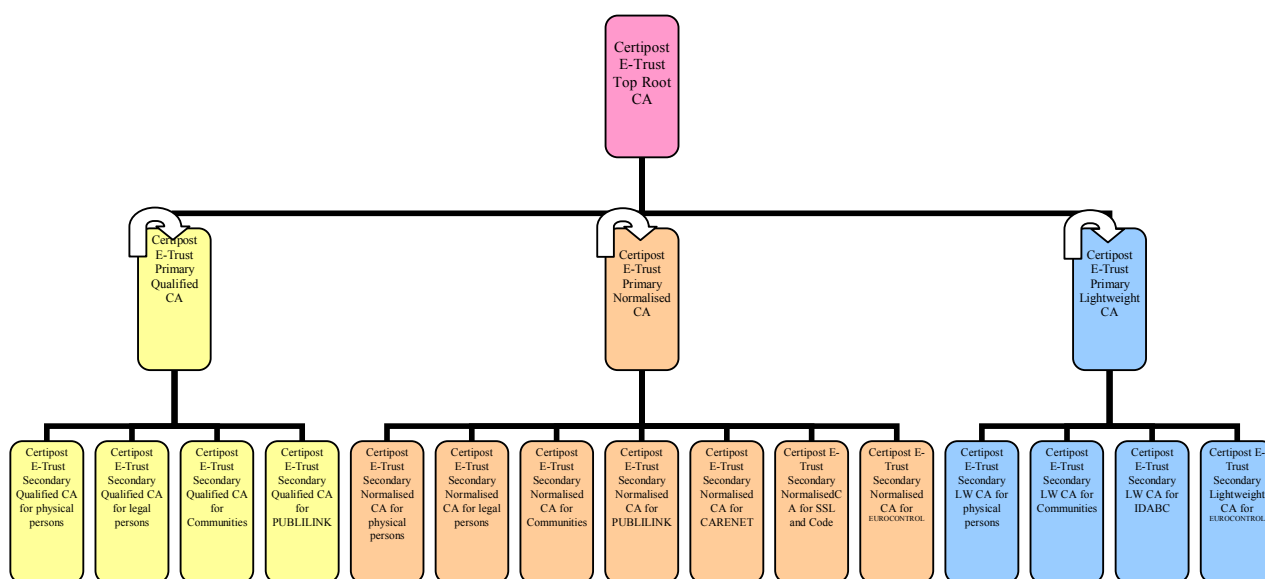 Certipost
E-Trust
Top Root
CA
Certipost
E-Trust
Primary
Qualified
CA
Certipost
E-Trust
Primary
Normalised
CA
Certipost
E-Trust
Primary
Lightweight
CA
Certipost
E-Trust
Secondary
Qualified CA
for physical
persons
Certipost
E-Trust
Secondary
Qualified CA
for legal
persons
Certipost
E-Trust
Secondary
Qualified CA
for
Communities
Certipost
E-Trust
Secondary
Qualified CA
for
PUBLILINK
Certipost
E-Trust
Secondary
Normalised
CA for
physical
persons
Certipost
E-Trust
Secondary
Normalised
CA for legal
persons
Certipost
E-Trust
Secondary
Normalised
CA for
Communities
Certipost
E-Trust
Secondary
Normalised
CA for
PUBLILINK
Certipost
E-Trust
Secondary
Normalised
CA for
CARENET
Certipost E-
Trust
Secondary
NormalisedC
A for SSL
and Code
Certipost E-
Trust
Secondary
Normalised
CA for
EUROCONTROL
Certipost
E-Trust
Secondary
LW CA for
physical
persons
Certipost
E-Trust
Secondary
LW CA for
Communities
Certipost
E-Trust
Secondary
LW CA for
IDABC
Certipost E-
Trust
Secondary
Lightweight
CA for
EUROCONTROL